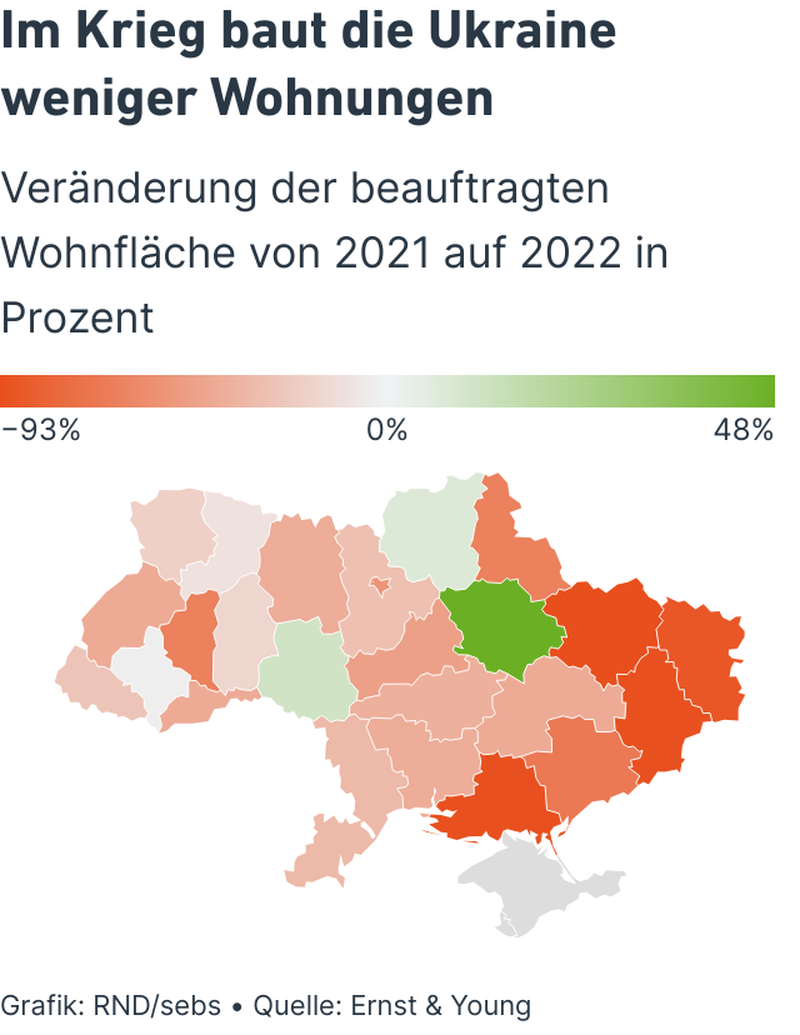 Im Krieg baut die Ukraine
weniger Wohnungen
Veränderung der beauftragten
Wohnfläche von 2021 auf 2022 in
Prozent
−93% 0% 48%
Grafik: RND/sebs • Quelle: Ernst & Young